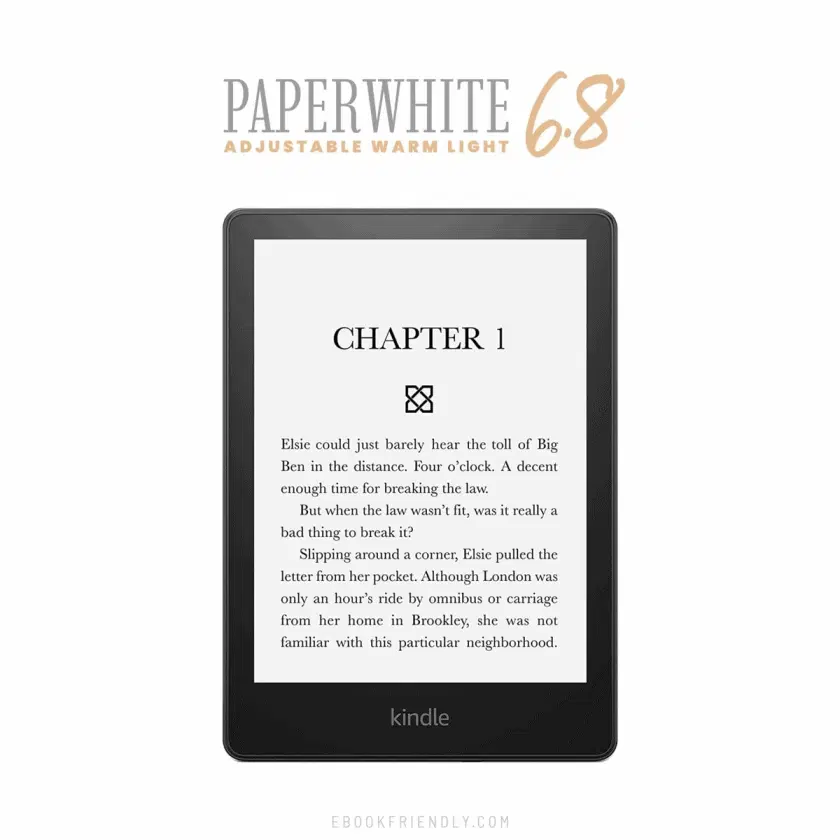 PAPERWHITE 6.8
ADJUSTABLE WARM LIGHT
CHAPTER 1
Elsie could just barely hear the toll of Big
Ben in the distance. Four o’clock. A decent
enough time for breaking the law.
But when the law wasn’t fit, was it really a
bad thing to break it?
Slipping around a corner, Elsie pulled the
letter from her pocket. Although London was
only an hour’s ride by omnibus or carriage
from her home in Brookley, she was not
familiar with this particular neighborhood.
kindle
EBOOKFRIENDLY.COM